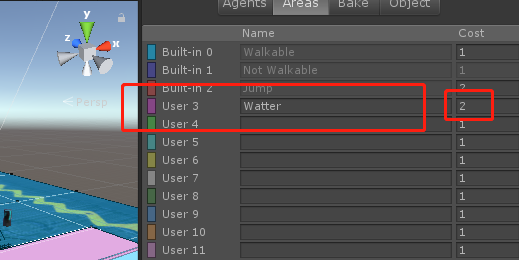 Agents Areas Bake Object
Name Cost
y
z x
< Persp
Built-in 0 Walkable 1
Built-in 1 Not Walkable 1
Built-in 2 Jump 2
User 3 Watter 2
User 4 1
User 5 1
User 6 1
User 7 1
User 8 1
User 9 1
User 10 1
User 11 1